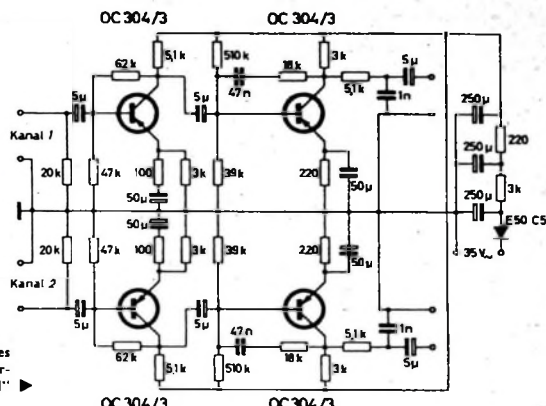 OC 304/3 OC 304/3
5,1k 510k 3k
62k 18k 5µ
47n 5,1k
5µ 5µ 1n 250µ
Kanal 1 250µ 220
20k 47k 100 3k 39k 220 50µ 3k
50µ 250µ
50µ E50 C5
20k 47k 100 3k 39k 220 50µ 35V~
Kanal 2
5µ 5µ 1n
47n 5,1k
62k 18k 5µ
5,1k 510k 3k
OC 304/3 OC 304/3
es
r-
l" ▶